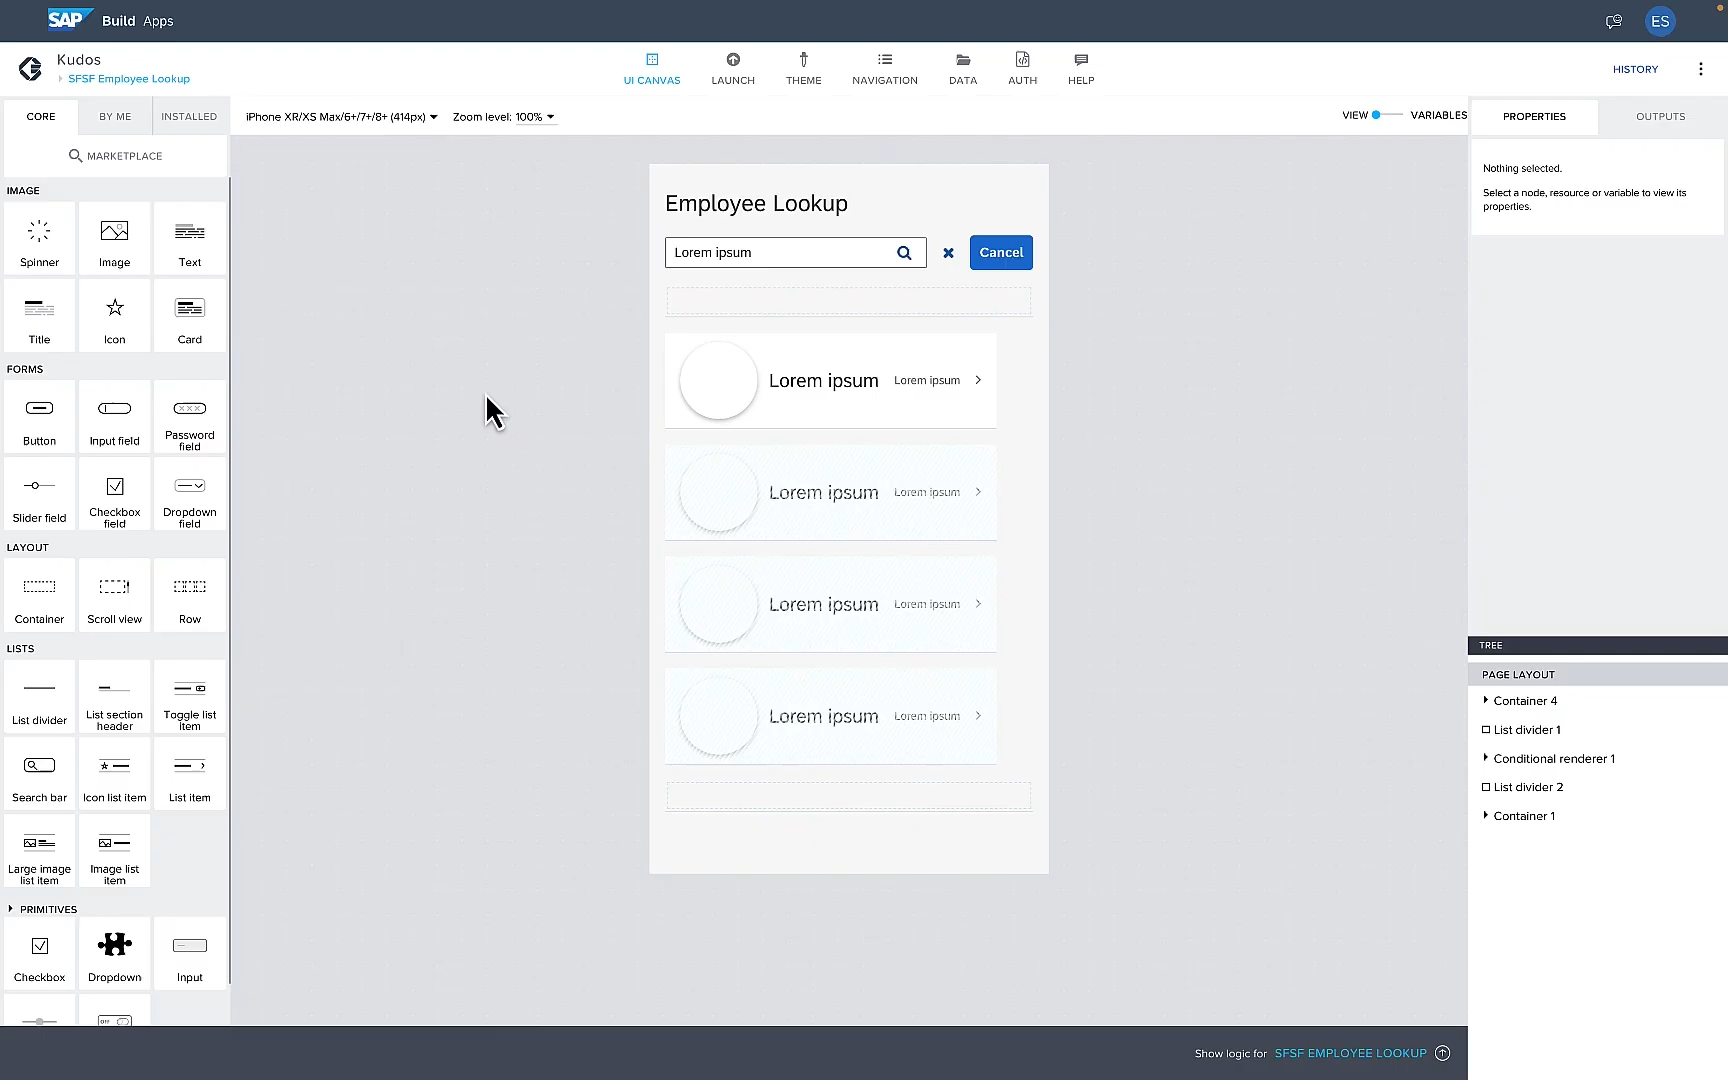 SAP Build Apps
ES
Kudos
SFSF Employee Lookup
UI CANVAS
LAUNCH
THEME
NAVIGATION
DATA
AUTH
HELP
HISTORY
CORE
BY ME
INSTALLED
MARKETPLACE
iPhone XR/XS Max/6+/7+/8+ (414px)
Zoom level: 100%
VIEW
VARIABLES
PROPERTIES
OUTPUTS
Nothing selected.
Select a node, resource or variable to view its
properties.
IMAGE
Spinner
Image
Text
Title
Icon
Card
FORMS
Button
Input field
Password
field
Slider field
Checkbox
field
Dropdown
field
LAYOUT
Container
Scroll view
Row
LISTS
List divider
List section
header
Toggle list
item
Search bar
Icon list item
List item
Large image
list item
Image list
item
PRIMITIVES
Checkbox
Dropdown
Input
OFF
Employee Lookup
Lorem ipsum
Cancel
Lorem ipsum Lorem ipsum
Lorem ipsum Lorem ipsum
Lorem ipsum Lorem ipsum
Lorem ipsum Lorem ipsum
TREE
PAGE LAYOUT
Container 4
List divider 1
Conditional renderer 1
List divider 2
Container 1
Show logic for SFSF EMPLOYEE LOOKUP